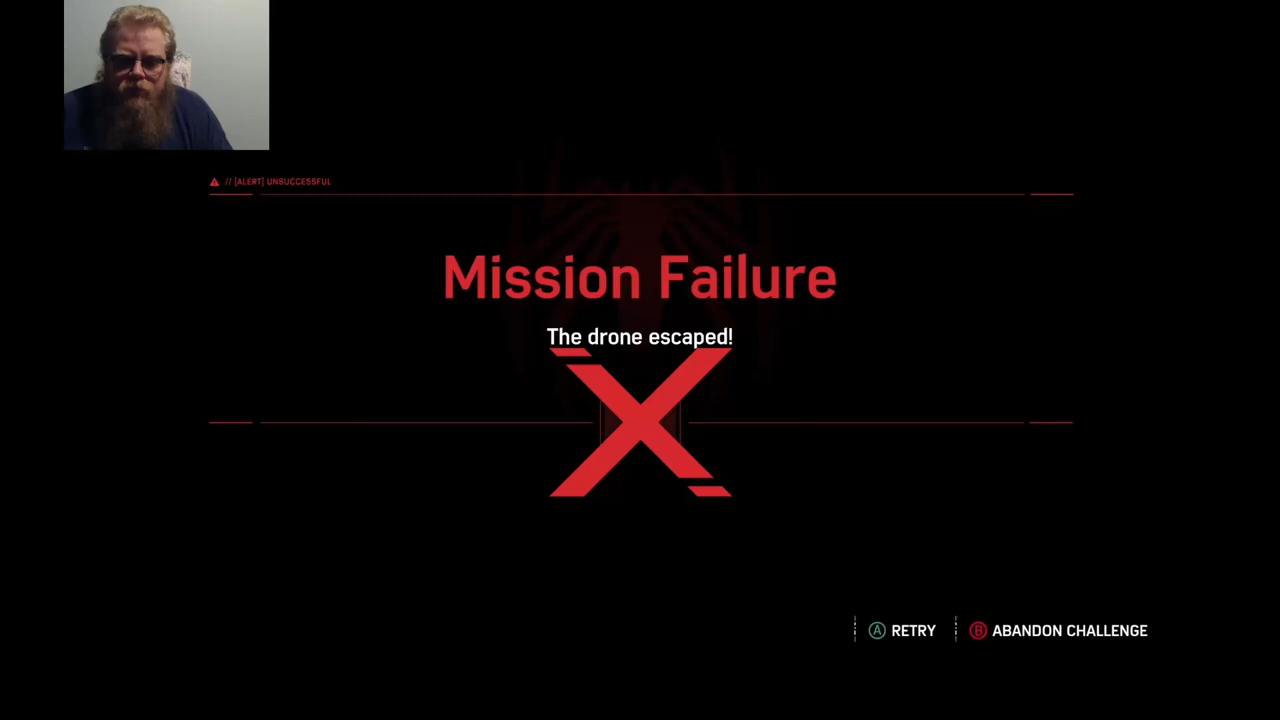 // [ALERT] UNSUCCESSFUL
Mission Failure
The drone escaped!
A RETRY B ABANDON CHALLENGE